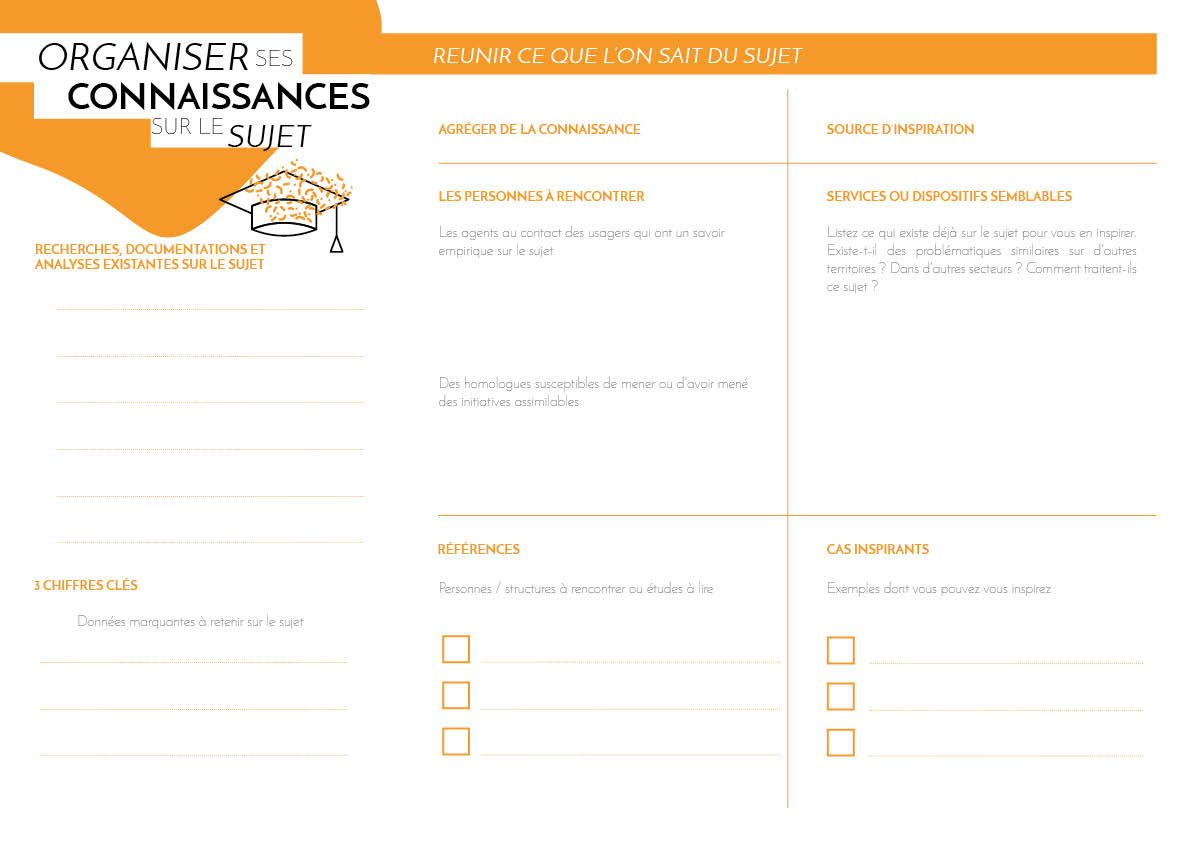 ORGANISER SES
CONNAISSANCES
SUR LE SUJET
RECHERCHES, DOCUMENTATIONS ET
ANALYSES EXISTANTES SUR LE SUJET
3 CHIFFRES CLÉS
Données marquantes à retenir sur le sujet
REUNIR CE QUE L'ON SAIT DU SUJET
AGRÉGER DE LA CONNAISSANCE
LES PERSONNES À RENCONTRER
Les agents au contact des usagers qui ont un savoir
empirique sur le sujet
Des homologues susceptibles de mener ou d'avoir mené
des initiatives assimilables
RÉFÉRENCES
Personnes / structures à rencontrer ou études à lire
SOURCE D'INSPIRATION
SERVICES OU DISPOSITIFS SEMBLABLES
Listez ce qui existe déjà sur le sujet pour vous en inspirer.
Existe-t-il des problématiques similaires sur d'autres
territoires ? Dans d'autres secteurs ? Comment traitent-ils
ce sujet ?
CAS INSPIRANTS
Exemples dont vous pouvez vous inspirez